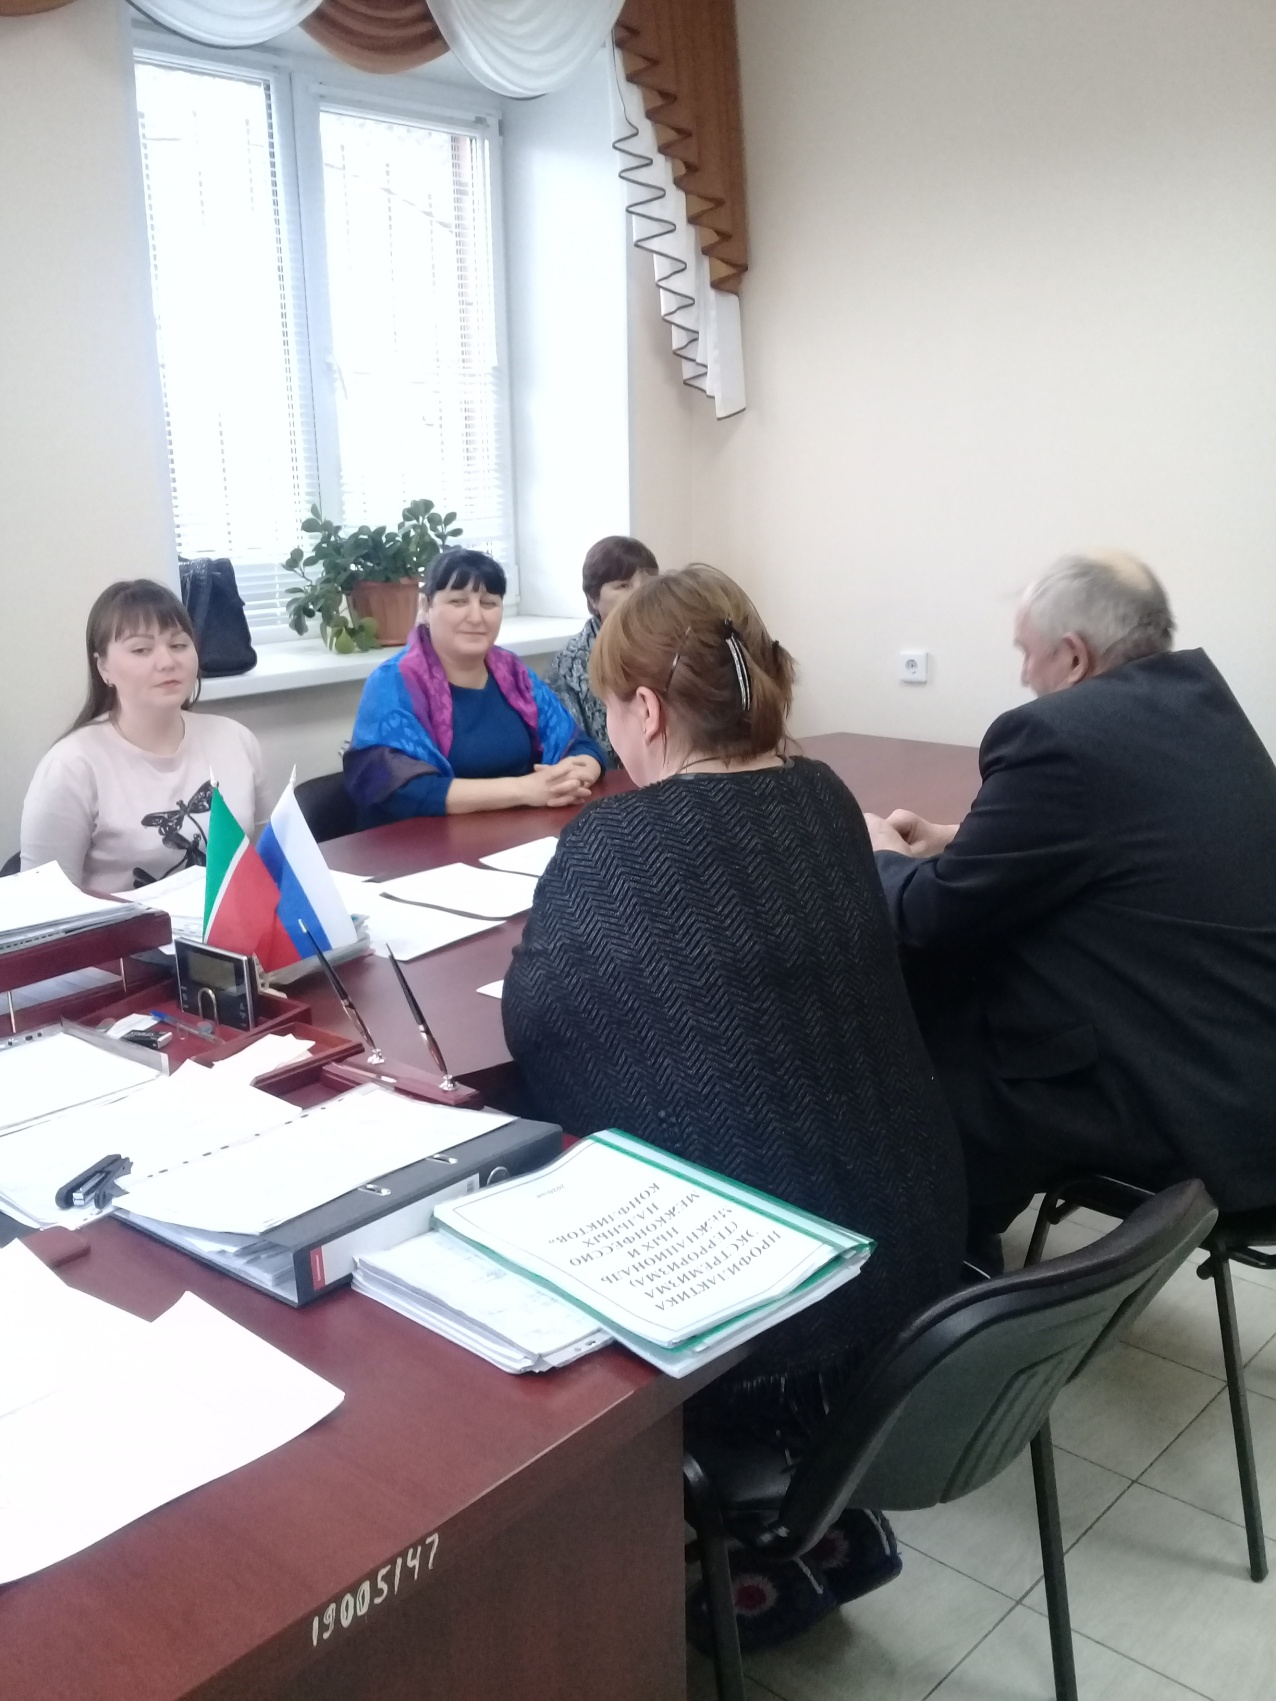 ПРОФИЛАКТИКА
ЭКСТРЕМИЗМА
(ТЕРРОРИЗМА)
МЕЖНАЦИОНАЛЬ
НЫХ И
МЕЖКОНФЕССИО
НАЛЬНЫХ
КОНФЛИКТОВ»
19005147